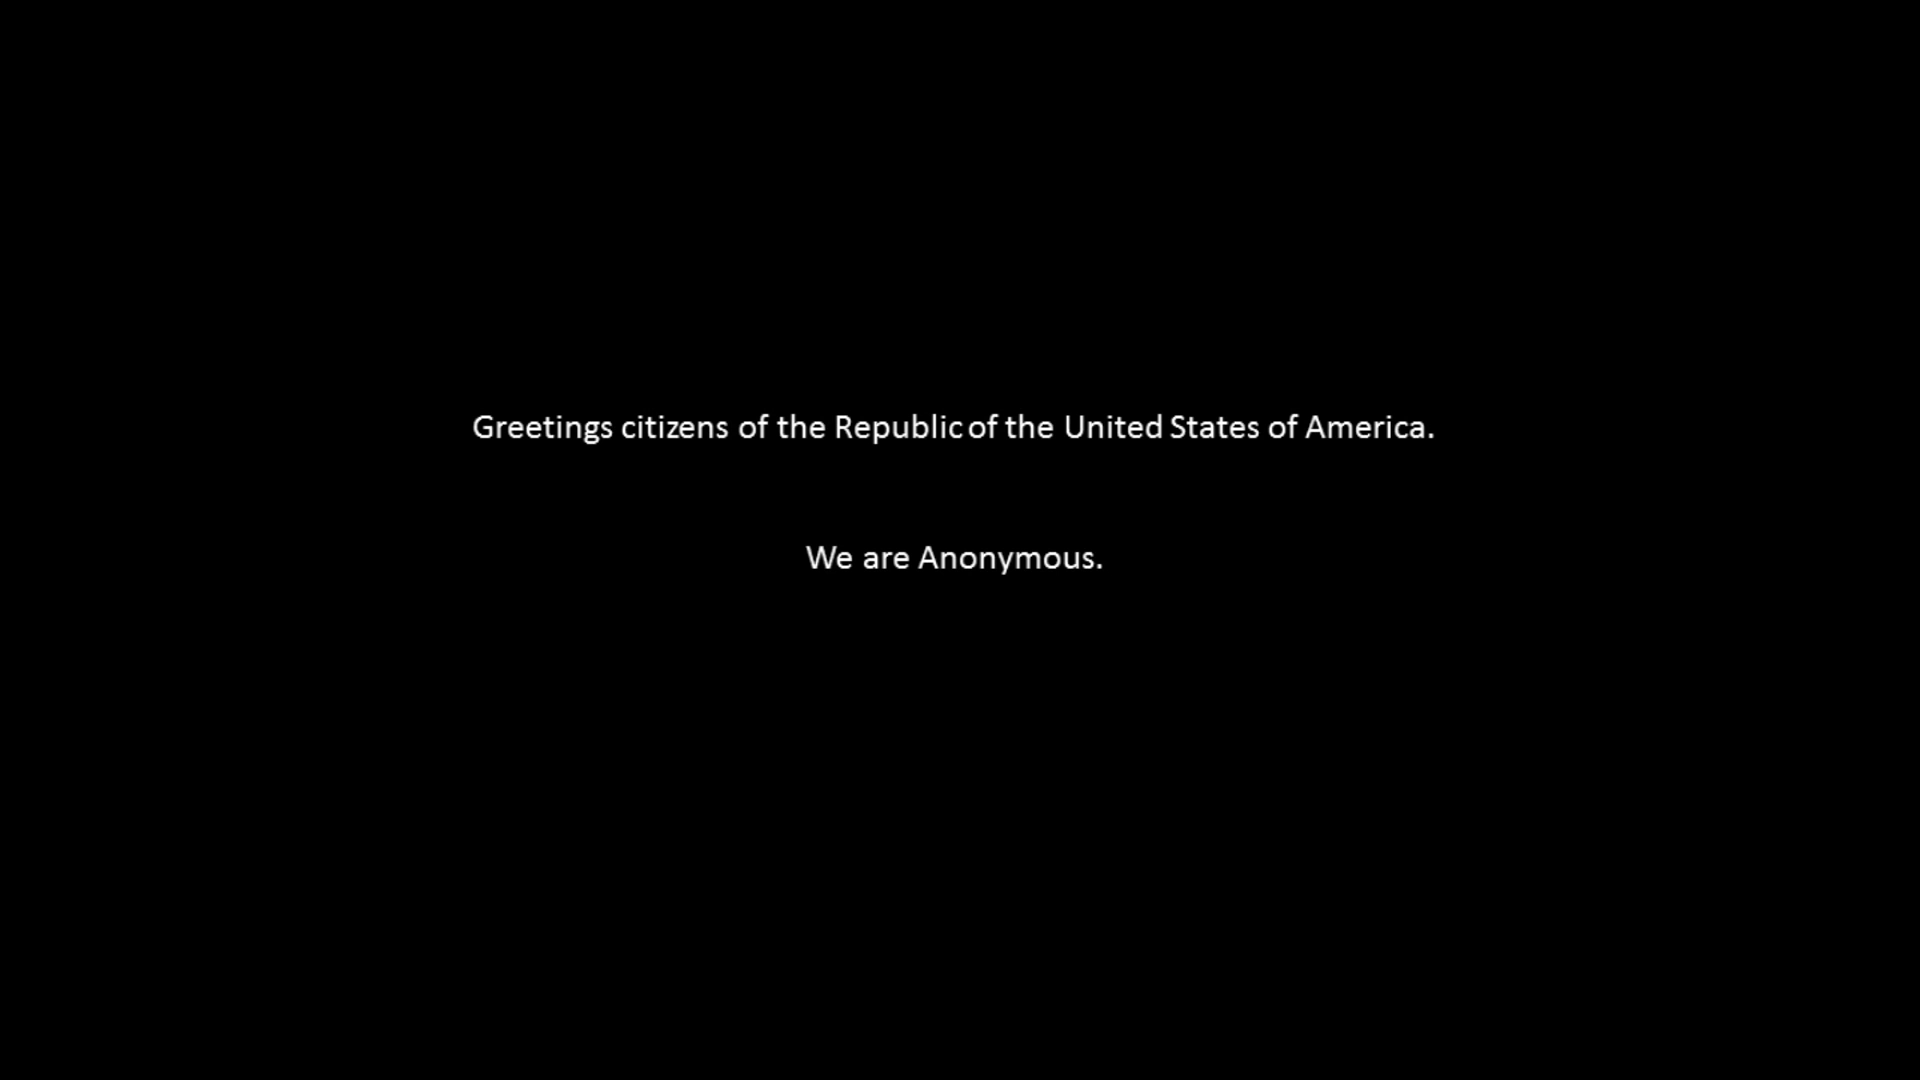 Greetings citizens of the Republic of the United States of America.
We are Anonymous.